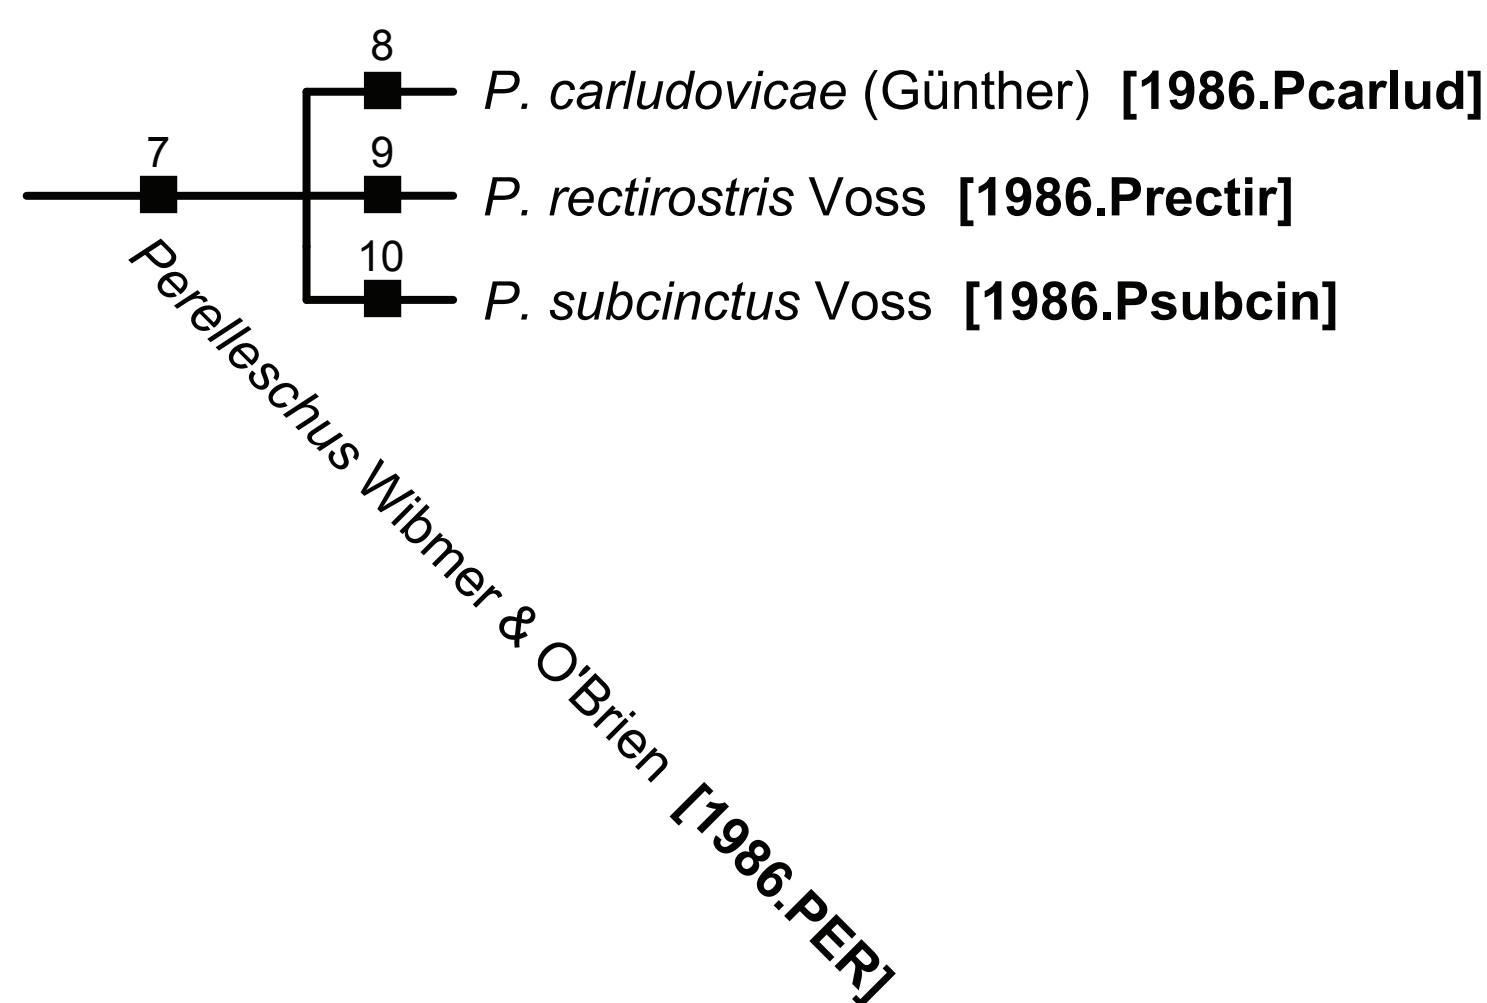 8
P. carludovicae (Günther) [1986.Pcarlud]
7
9
P. rectirostris Voss [1986.Prectir]
10
P. subcinctus Voss [1986.Psubcin]
Perelleschus Wibmer & O'Brien [1986.PER]